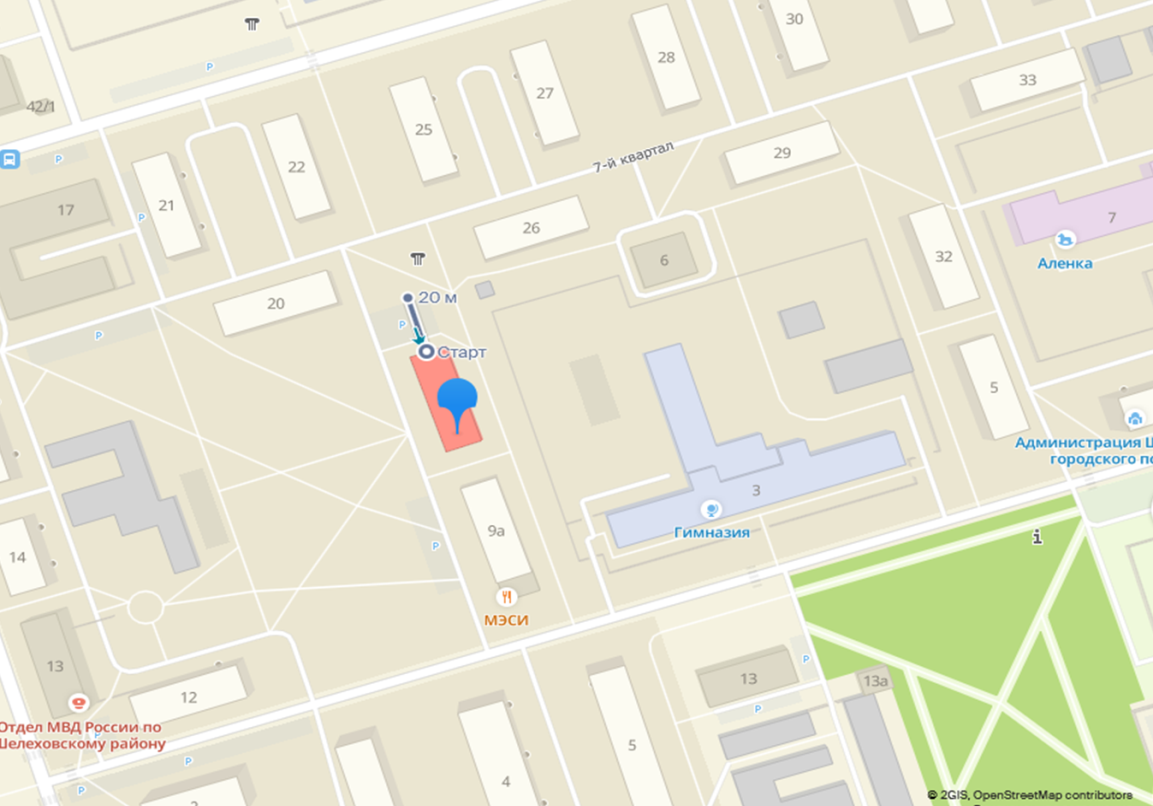 30
28
33
27
42/1
25
7-й квартал
29
22
21
17
7
26
6
32
Аленка
20
20 м
Старт
5
Администрация Ш
городского по
3
9а
Гимназия
14
МЭСИ
13
12
13
13а
Отдел МВД России по
Шелеховскому району
5
4
P
P
P
P
P
P
P
P
P
P
© 2GIS, OpenStreetMap contributors